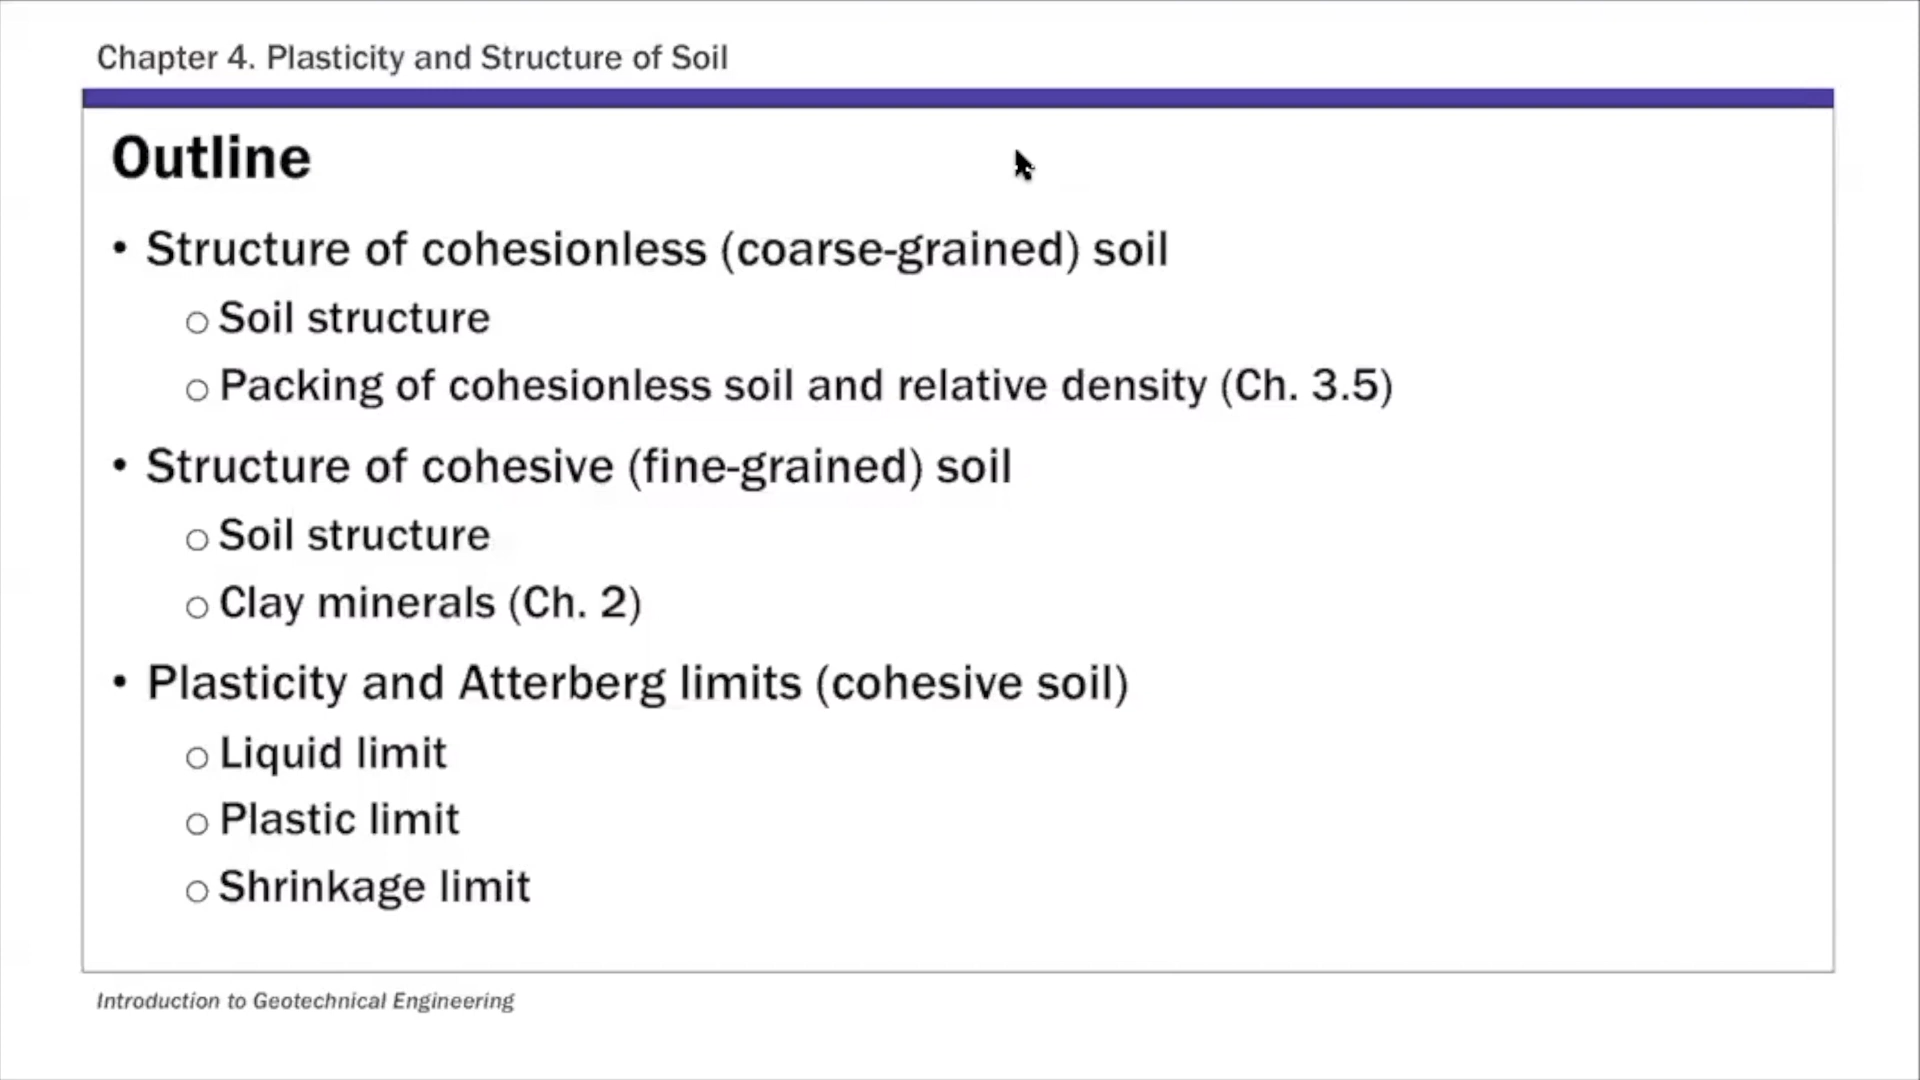 Chapter 4. Plasticity and Structure of Soil
Outline
• Structure of cohesionless (coarse-grained) soil
○ Soil structure
○ Packing of cohesionless soil and relative density (Ch. 3.5)
• Structure of cohesive (fine-grained) soil
○ Soil structure
○ Clay minerals (Ch. 2)
• Plasticity and Atterberg limits (cohesive soil)
○ Liquid limit
○ Plastic limit
○ Shrinkage limit
Introduction to Geotechnical Engineering